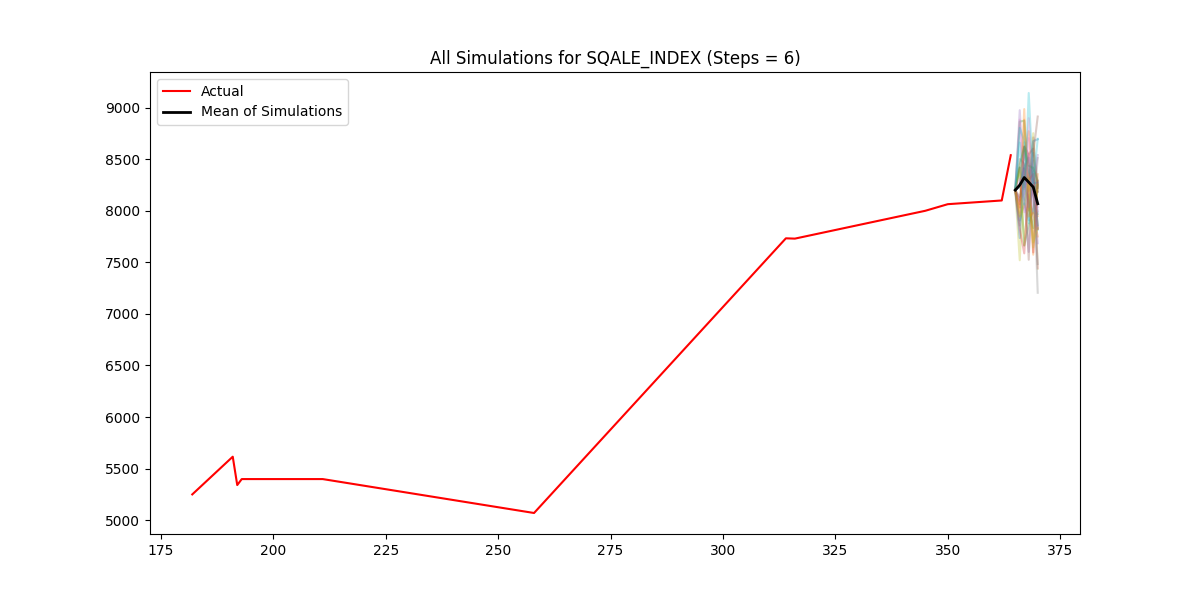 All Simulations for SQALE_INDEX (Steps = 6)
Actual
Mean of Simulations
9000
8500
8000
7500
7000
6500
6000
5500
5000
175 200 225 250 275 300 325 350 375